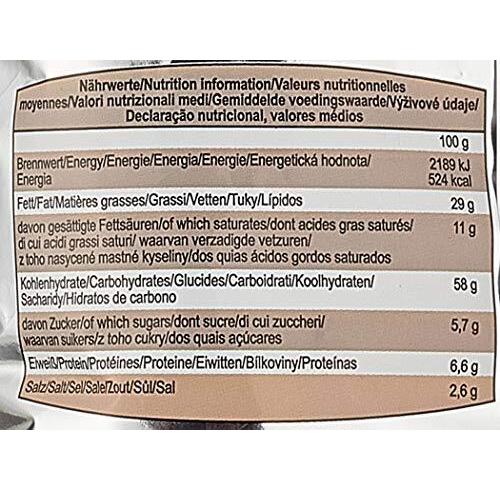 Nährwerte/Nutrition information/Valeurs nutritionnelles
moyennes/Valori nutrizionali medi/Gemiddelde voedingswaarde/Výživové údaje/
Declaração nutricional, valores médios
100 g
Brennwert/Energy/Energie/Energia/Energie/Energetická hodnota/ 2189 kJ
Energia 524 kcal
Fett/Fat/Matières grasses/Grassi/Vetten/Tuky/Lípidos 29 g
davon gesättigte Fettsäuren/of which saturates/dont acides gras saturés/ 11 g
di cui acidi grassi saturi/ waarvan verzadigde vetzuren/
z toho nasycené mastné kyseliny/dos quias ácidos gordos saturados
Kohlenhydrate/Carbohydrates/Glucides/Carboidrati/Koolhydraten/ 58 g
Sacharidy/Hidratos de carbono
davon Zucker/of which sugars/dont sucre/di cui zuccheri/ 5,7 g
waarvan suikers/z toho cukry/dos quais açúcares
Eiweiß/Protein/Protéines/Proteine/Eiwitten/Bílkoviny/Proteínas 6,6 g
Salz/Salt/Sel/Sale/Zout/Sůl/Sal 2,6 g